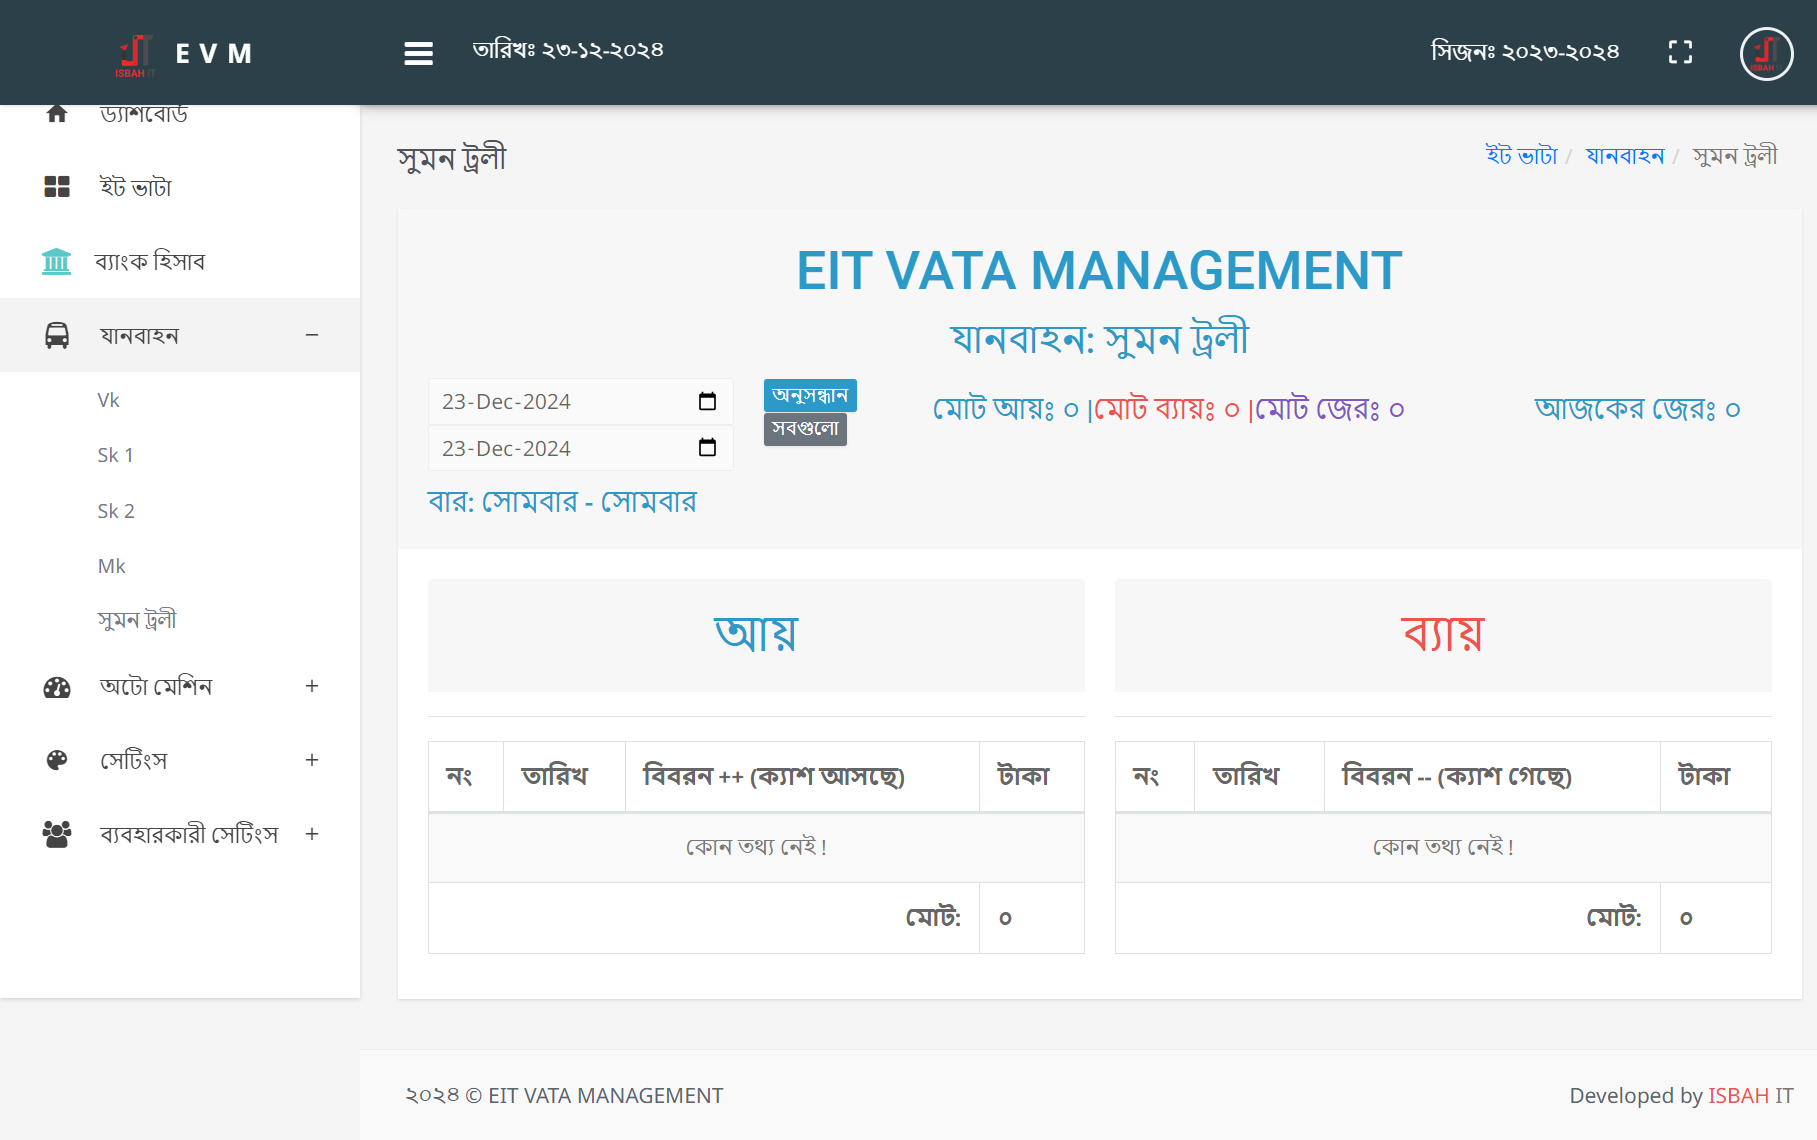 ISBAH IT
EVM
তারিখঃ ২৩-১২-২০২৪
সিজনঃ ২০২৩-২০২৪
ISBAH
ড্যাশবোর্ড
ইট ভাটা
ব্যাংক হিসাব
যানবাহন −
Vk
Sk 1
Sk 2
Mk
সুমন ট্রলী
অটো মেশিন +
সেটিংস +
ব্যবহারকারী সেটিংস +
সুমন ট্রলী
ইট ভাটা / যানবাহন / সুমন ট্রলী
EIT VATA MANAGEMENT
যানবাহন: সুমন ট্রলী
23-Dec-2024
23-Dec-2024
অনুসন্ধান
সবগুলো
মোট আয়ঃ ০ |মোট ব্যায়ঃ ০ |মোট জেরঃ ০
আজকের জেরঃ ০
বার: সোমবার - সোমবার
আয়
নং তারিখ বিবরন ++ (ক্যাশ আসছে) টাকা
কোন তথ্য নেই !
মোট: ০
ব্যায়
নং তারিখ বিবরন -- (ক্যাশ গেছে) টাকা
কোন তথ্য নেই !
মোট: ০
২০২৪ © EIT VATA MANAGEMENT
Developed by ISBAH IT